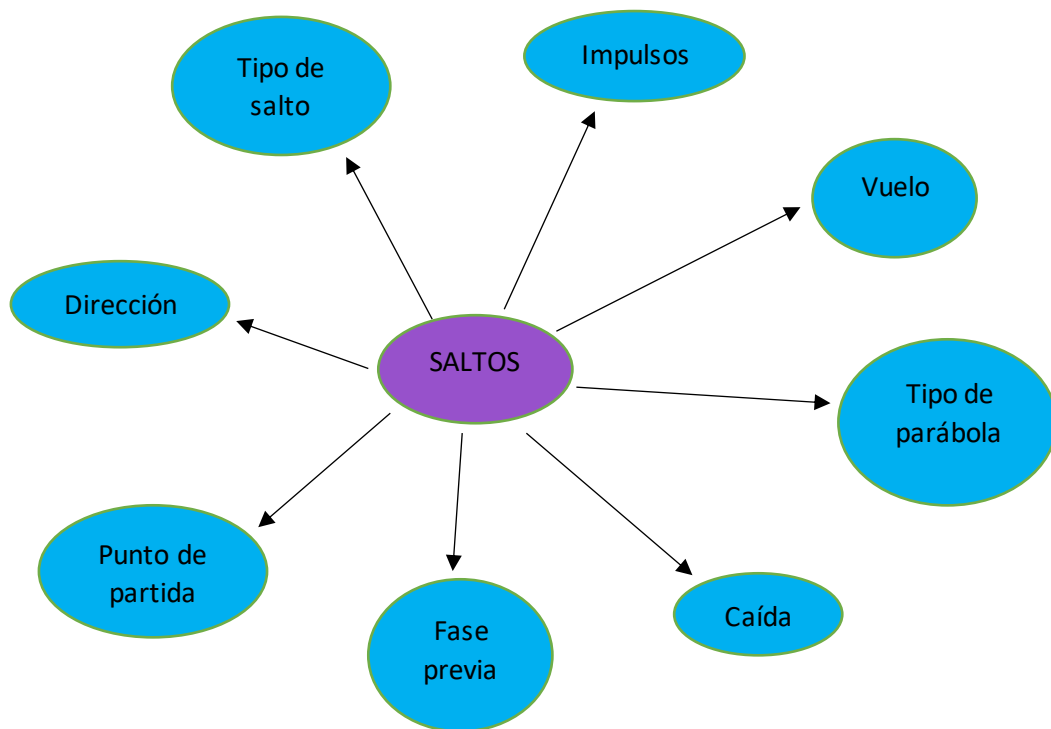 Tipo de
salto
Impulsos
Vuelo
Dirección
SALTOS
Tipo de
parábola
Punto de
partida
Fase
previa
Caída